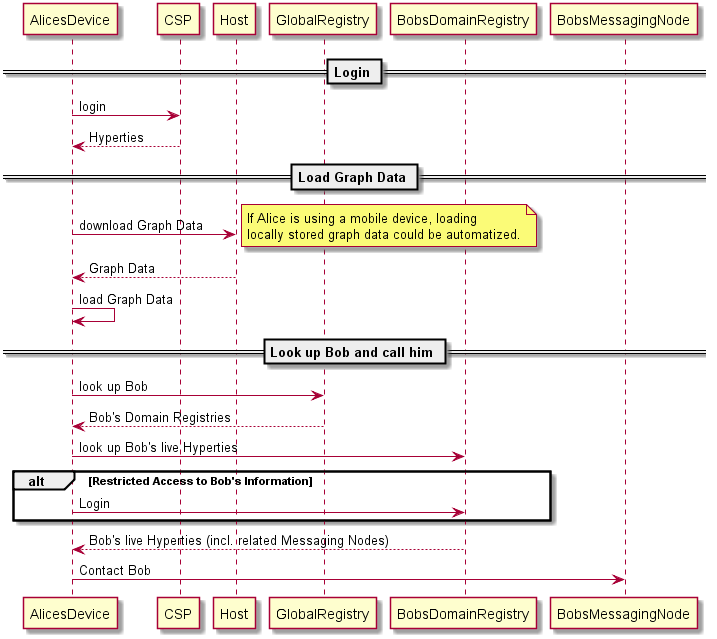 AlicesDevice CSP Host GlobalRegistry BobsDomainRegistry BobsMessagingNode
Login
login
Hyperties
Load Graph Data
If Alice is using a mobile device, loading
download Graph Data
locally stored graph data could be automatized.
Graph Data
load Graph Data
Look up Bob and call him
look up Bob
Bob's Domain Registries
look up Bob's live Hyperties
alt [Restricted Access to Bob's Information]
Login
Bob's live Hyperties (incl. related Messaging Nodes)
Contact Bob
AlicesDevice CSP Host GlobalRegistry BobsDomainRegistry BobsMessagingNode